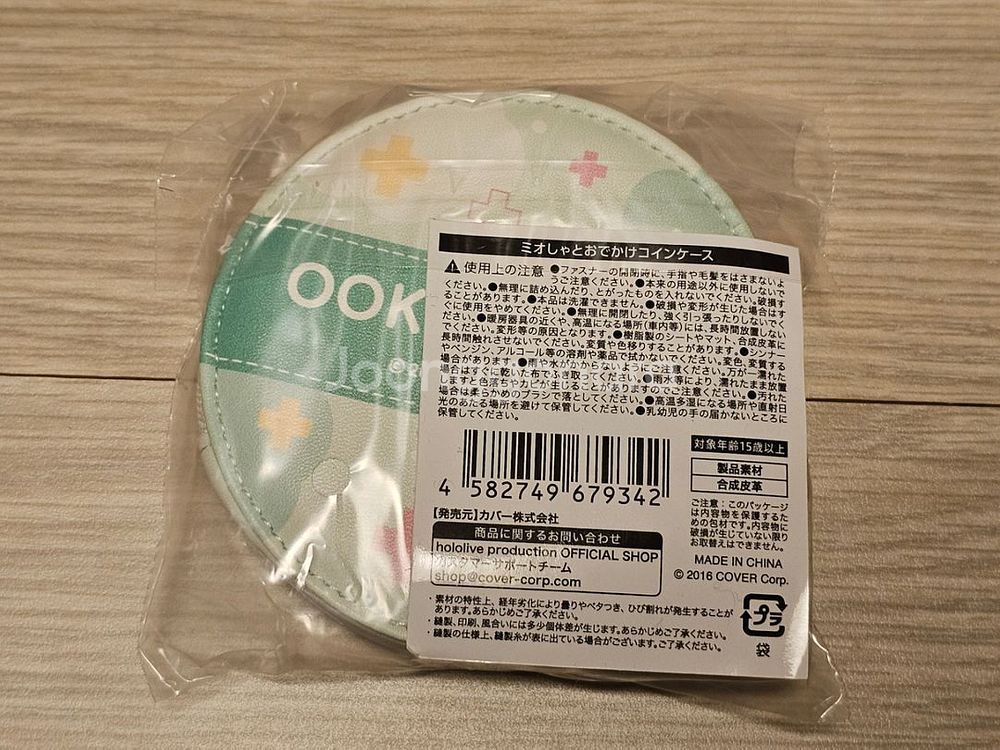 OOK
ミオしゃとおでかけコインケース
使用上の注意 ●ファスナーの開閉時に、手指や毛髪をはさまないよ
うご注意ください。●本来の用途以外に使用しないで
ください。●無理に詰め込んだり、とがったものを入れないでください。破損す
ることがあります。●本品は洗濯できません。●破損や変形が生じた場合はす
ぐに使用をやめてください。●無理に開閉したり、強く引っ張ったりしないでく
ださい。●暖房器具の近くや、高温になる場所(車内等)には、長時間放置しない
でください。変形等の原因となります。●樹脂製のシートやマット、合成皮革に
長時間触れさせないでください。変質や色移りすることがあります。●シンナー
やベンジン、アルコール等の溶剤や薬品で拭かないでください。変色、変質する
場合があります。●雨や水がかからないようにご注意ください。万が一濡れた
場合はすぐに乾いた布でふき取ってください。●雨水等により、濡れたまま放置
しますと色落ちやカビが生じることがありますのでご注意ください。●汚れた
場合は柔らかめのブラシで落としてください。●高温多湿になる場所や直射日
光のあたる場所を避けて保管してください。●乳幼児の手の届かないところに
保管してください。
4 582749 679342
対象年齢15歳以上
製品素材
合成皮革
【発売元】カバー株式会社
商品に関するお問い合わせ
hololive production OFFICIAL SHOP
カスタマーサポートチーム
shop@cover-corp.com
ご注意:このパッケージ
は内容物を保護するた
めの包材です。内容物に
破損が生じていない限り
お取替えはできません。
MADE IN CHINA
© 2016 COVER Corp.
・素材の特性上、経年劣化により曇りやベタつき、ひび割れが発生することが
あります。あらかじめご了承ください。
・縫製、印刷、風合いには多少個体差が生じます。あらかじめご了承ください。
・縫製の仕様上、縫製糸が表に出ている場合がございます。ご了承ください。
プラ
袋